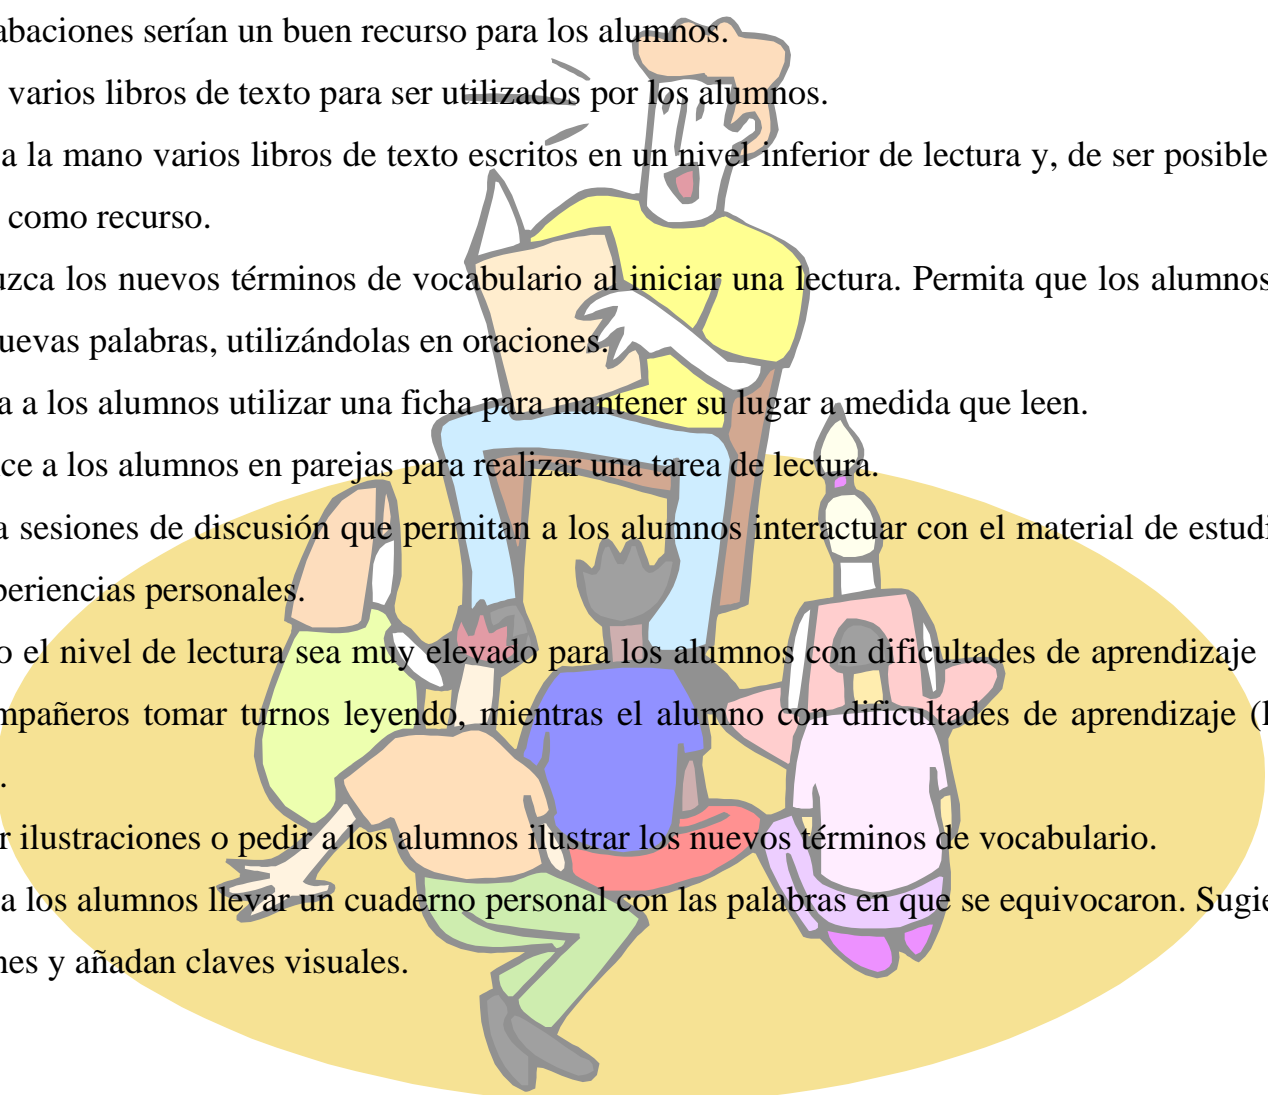 abaciones serían un buen recurso para los alumnos.
varios libros de texto para ser utilizados por los alumnos.
a la mano varios libros de texto escritos en un nivel inferior de lectura y, de ser posible
como recurso.
uzca los nuevos términos de vocabulario al iniciar una lectura. Permita que los alumnos
uevas palabras, utilizándolas en oraciones.
a a los alumnos utilizar una ficha para mantener su lugar a medida que leen.
ce a los alumnos en parejas para realizar una tarea de lectura.
a sesiones de discusión que permitan a los alumnos interactuar con el material de estudi
periencias personales.
o el nivel de lectura sea muy elevado para los alumnos con dificultades de aprendizaje
mpañeros tomar turnos leyendo, mientras el alumno con dificultades de aprendizaje (l
.
r ilustraciones o pedir a los alumnos ilustrar los nuevos términos de vocabulario.
a los alumnos llevar un cuaderno personal con las palabras en que se equivocaron. Sugie
nes y añadan claves visuales.